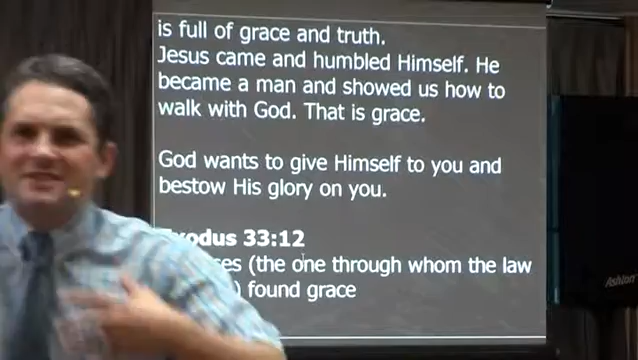 is full of grace and truth.
Jesus came and humbled Himself. He
became a man and showed us how to
walk with God. That is grace.
God wants to give Himself to you and
bestow His glory on you.
Exodus 33:12
(the one through whom the law
) found grace
Ashton